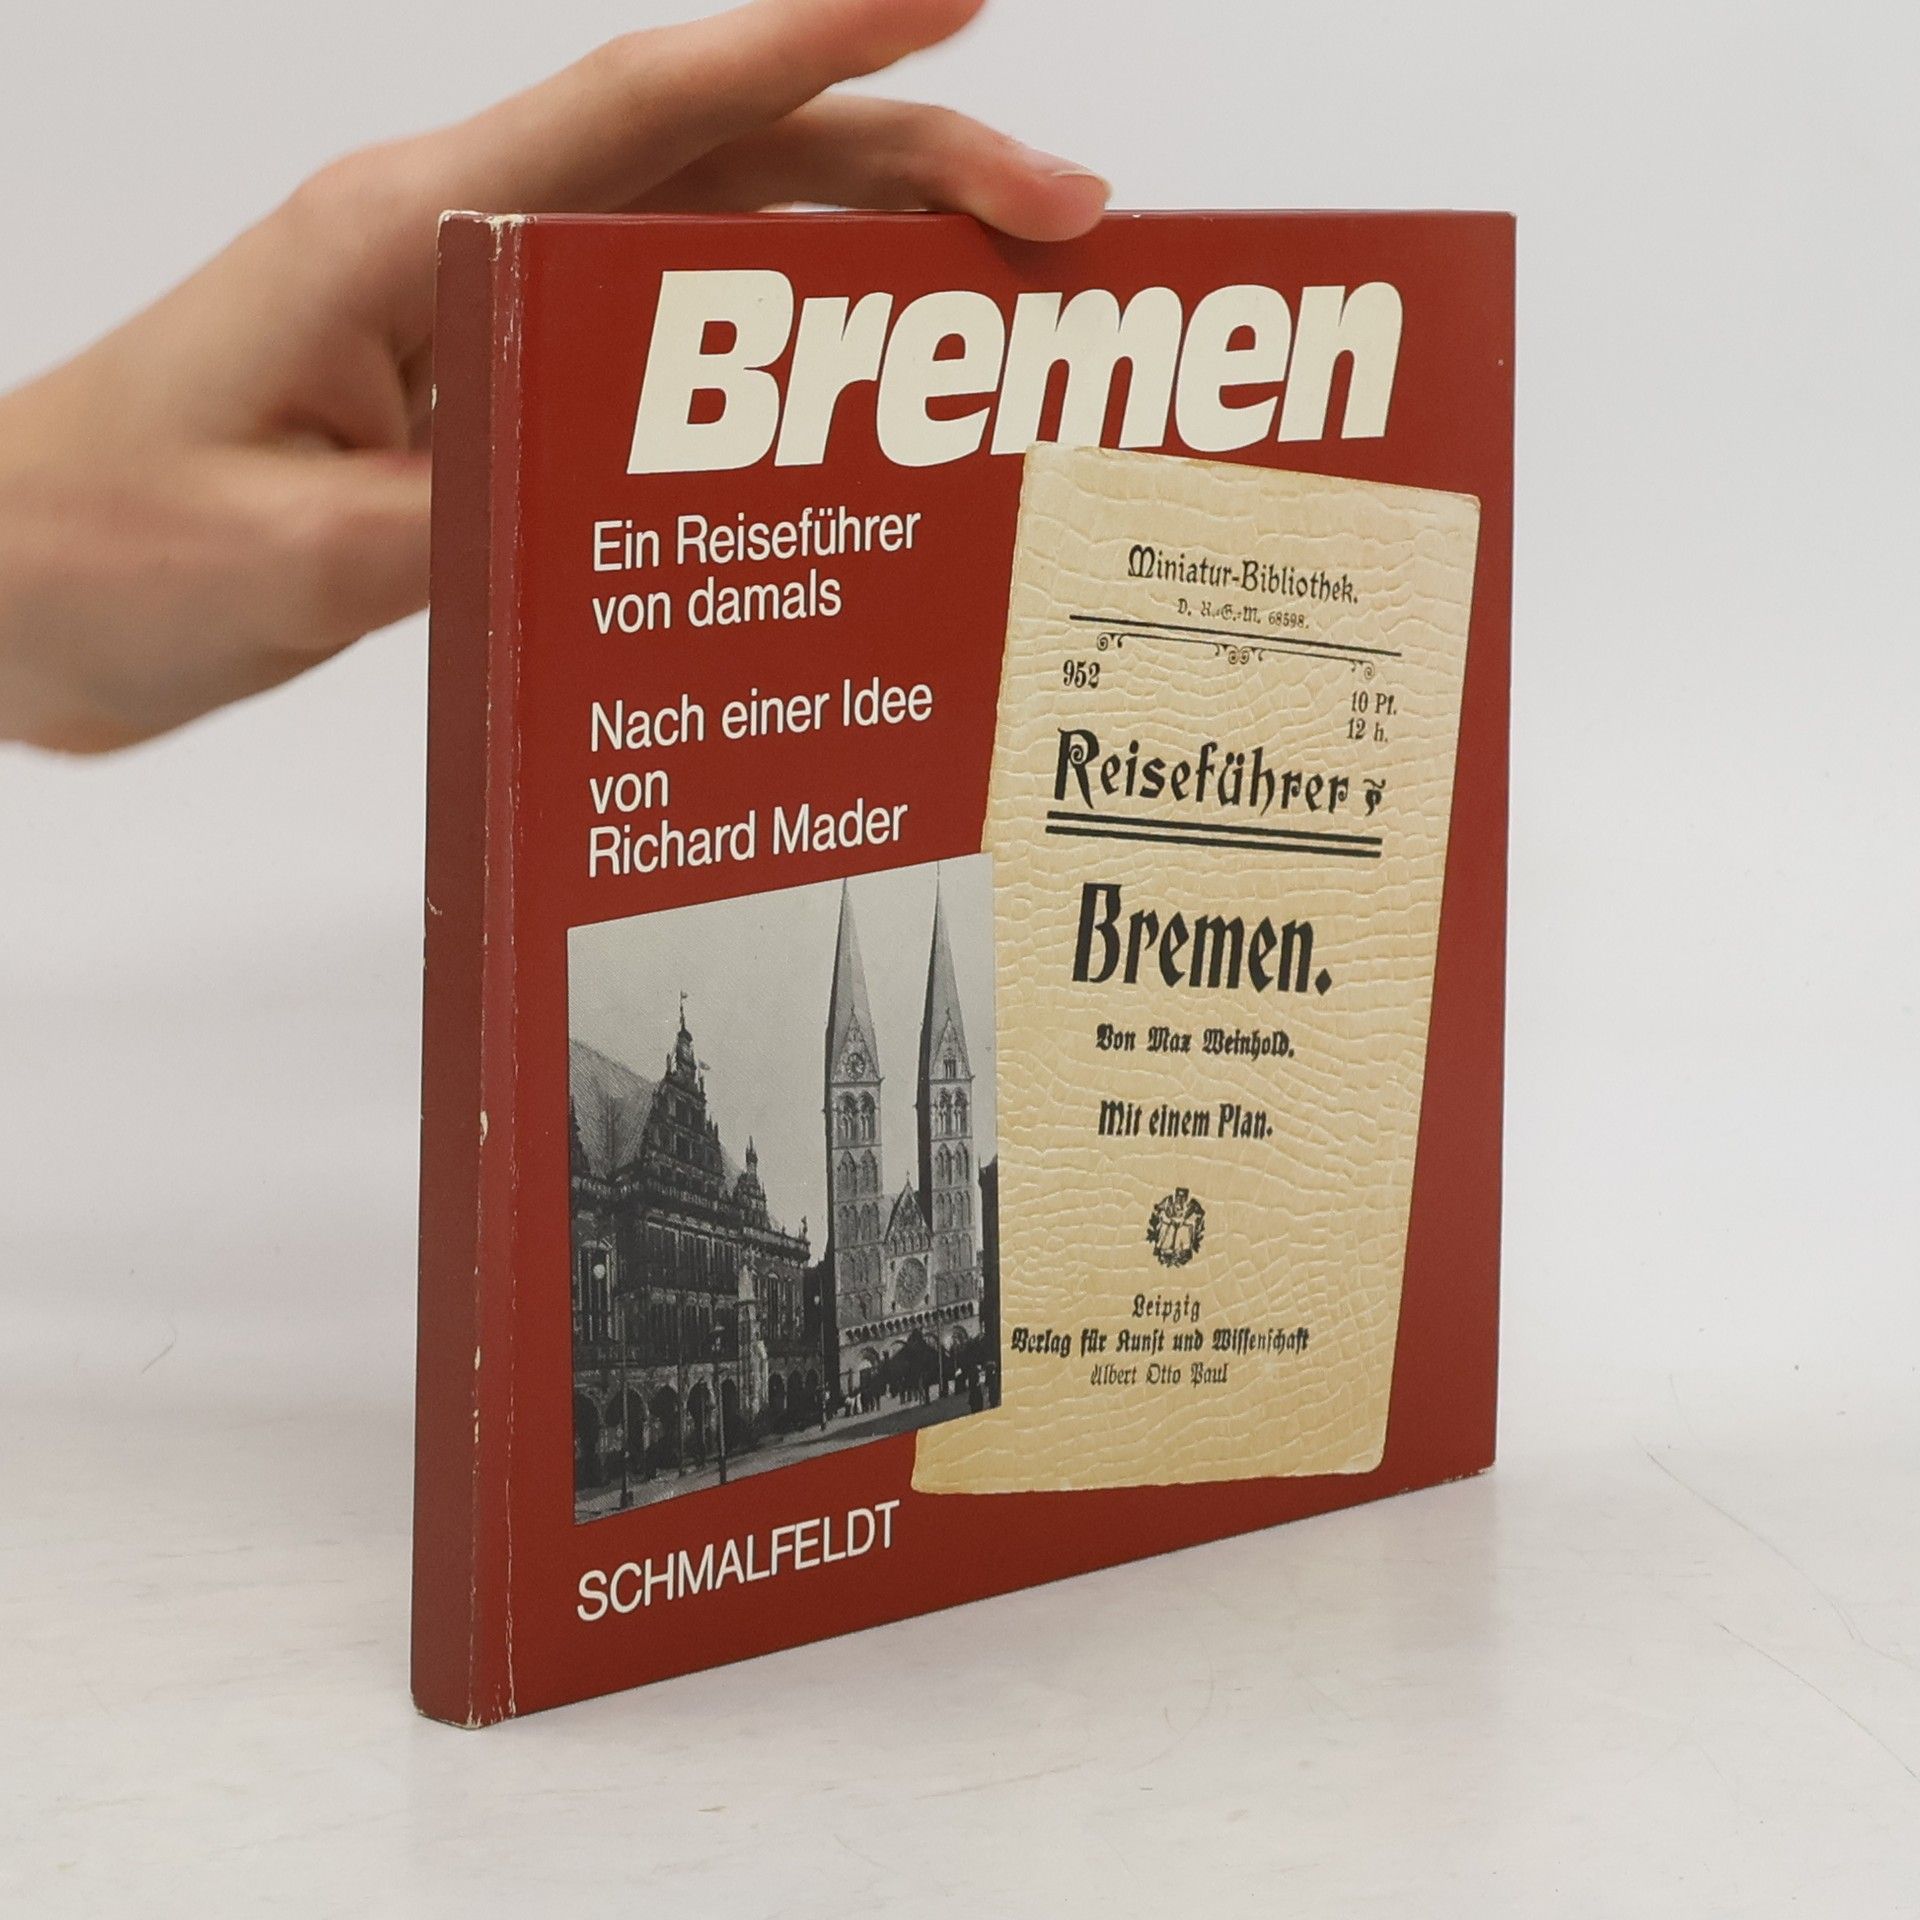 Bremen
Ein Reiseführer
von damals
Nach einer Idee
von
Richard Mader
Miniatur-Bibliothek.
D. R.-G.-M. 68598.
952
10 Pf.
12 h.
Reiseführer
Bremen.
Von Max Weinhold.
Mit einem Plan.
Leipzig
Verlag für Kunst und Wissenschaft
Albert Otto Paul
SCHMALFELDT